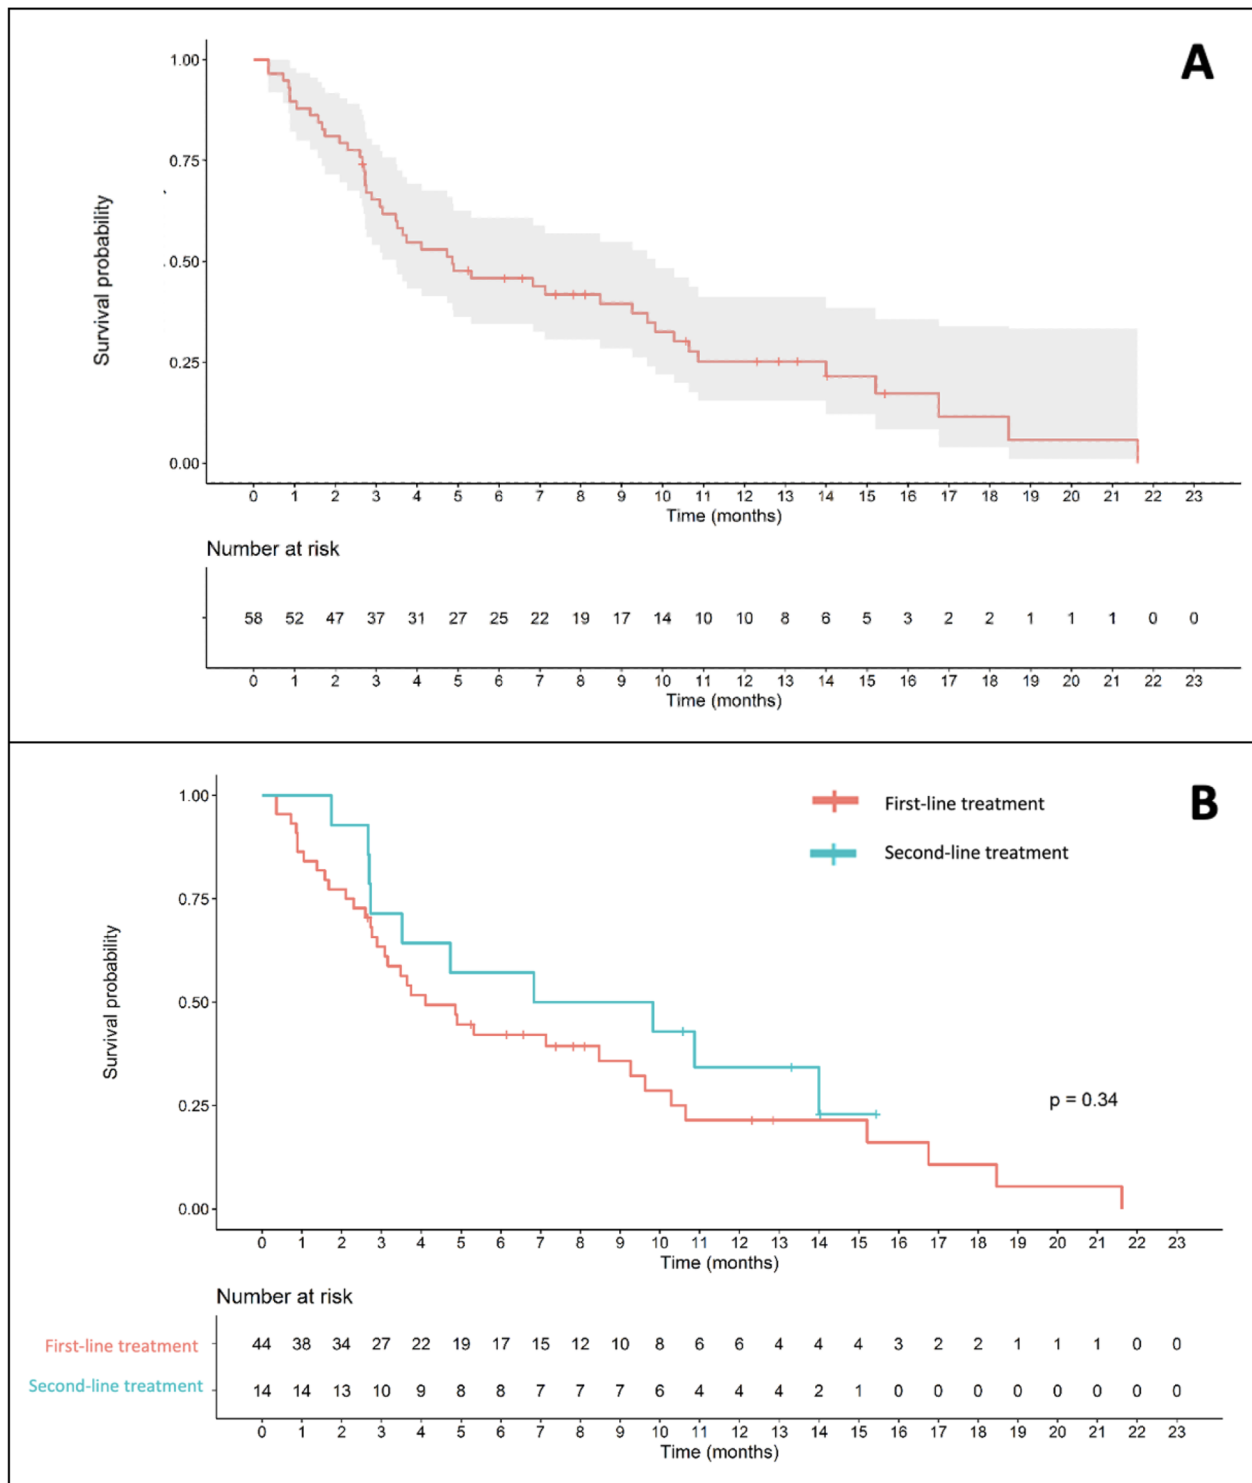 A
Survival probability
1.00
0.75
0.50
0.25
0.00
0 1 2 3 4 5 6 7 8 9 10 11 12 13 14 15 16 17 18 19 20 21 22 23
Time (months)
Number at risk
58 52 47 37 31 27 25 22 19 17 14 10 10 8 6 5 3 2 2 1 1 1 0 0
0 1 2 3 4 5 6 7 8 9 10 11 12 13 14 15 16 17 18 19 20 21 22 23
Time (months)
B
First-line treatment
Second-line treatment
Survival probability
1.00
0.75
0.50
0.25
0.00
p = 0.34
0 1 2 3 4 5 6 7 8 9 10 11 12 13 14 15 16 17 18 19 20 21 22 23
Time (months)
Number at risk
First-line treatment 44 38 34 27 22 19 17 15 12 10 8 6 6 4 4 4 3 2 2 1 1 1 0 0
Second-line treatment 14 14 13 10 9 8 8 7 7 7 6 4 4 4 2 1 0 0 0 0 0 0 0 0
0 1 2 3 4 5 6 7 8 9 10 11 12 13 14 15 16 17 18 19 20 21 22 23
Time (months)